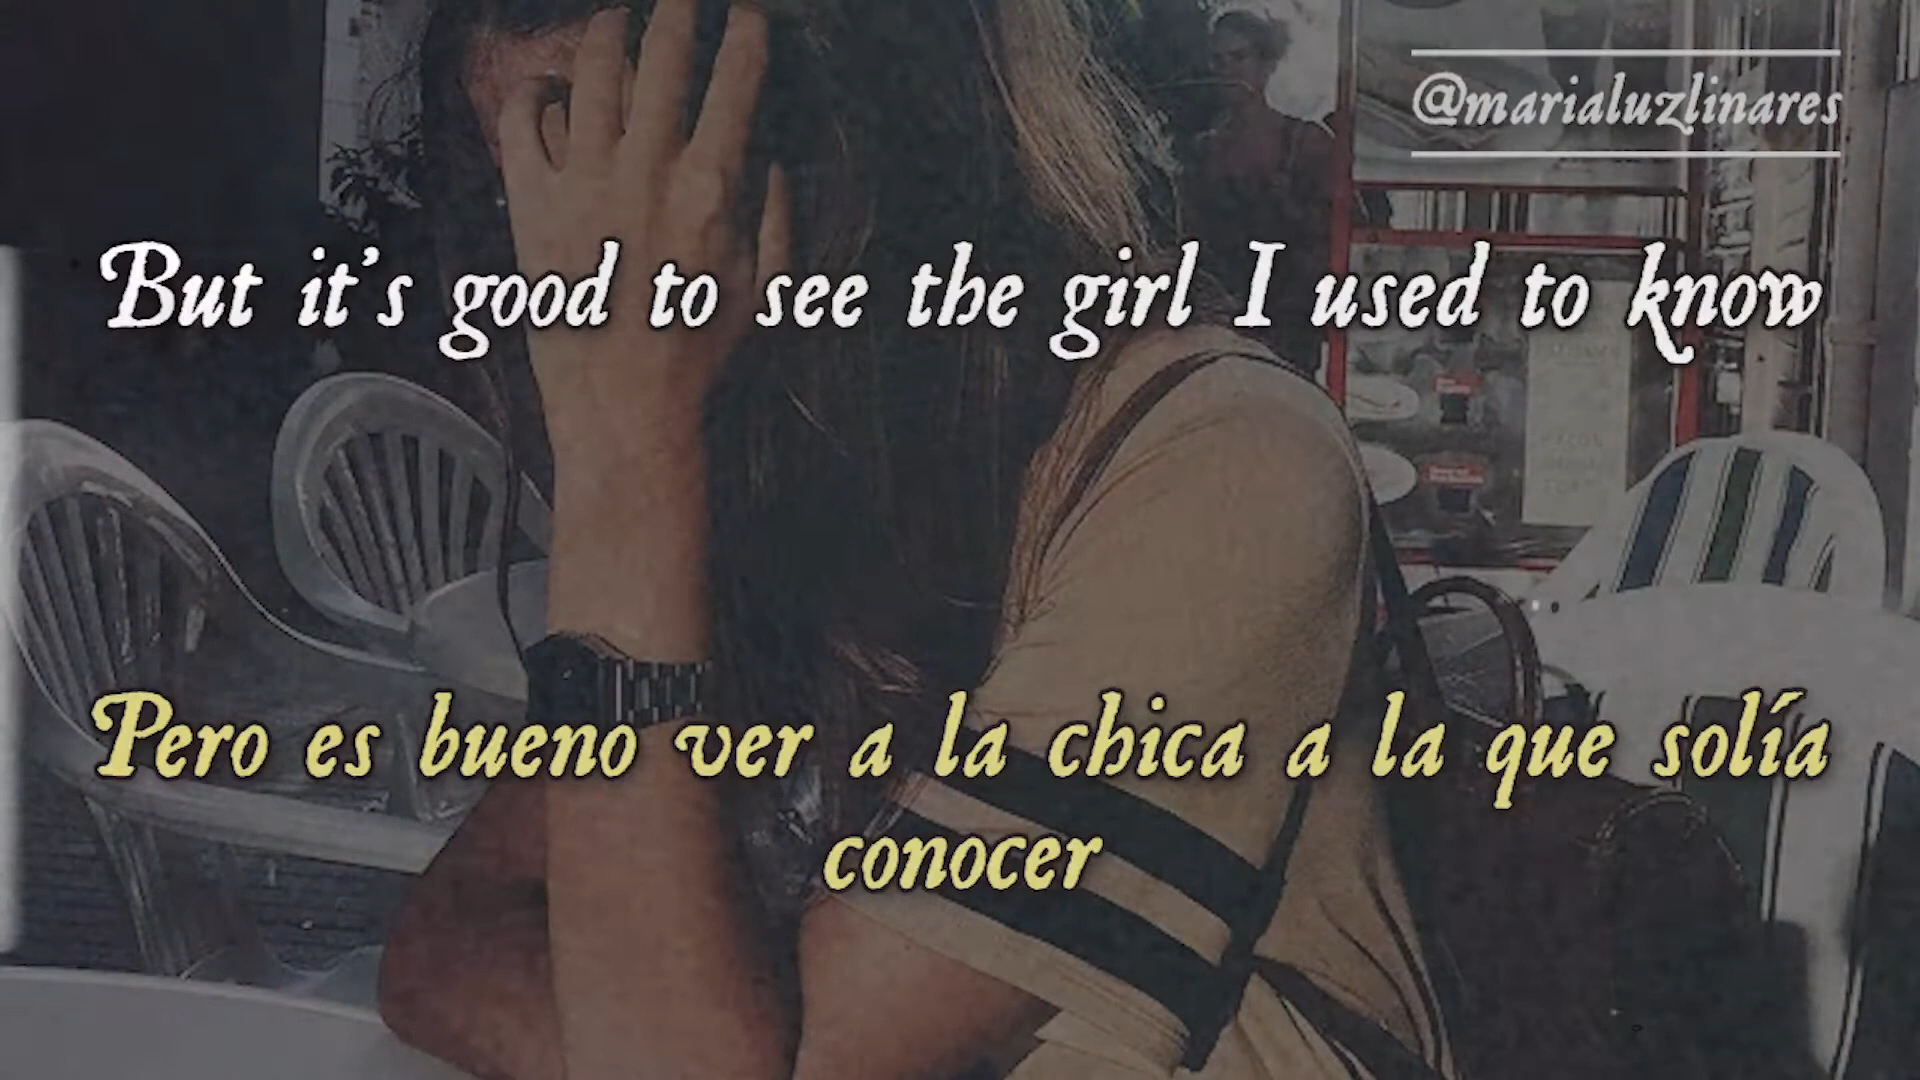 @marialuzlinares
But it's good to see the girl I used to know
Pero es bueno ver a la chica a la que solía
conocer